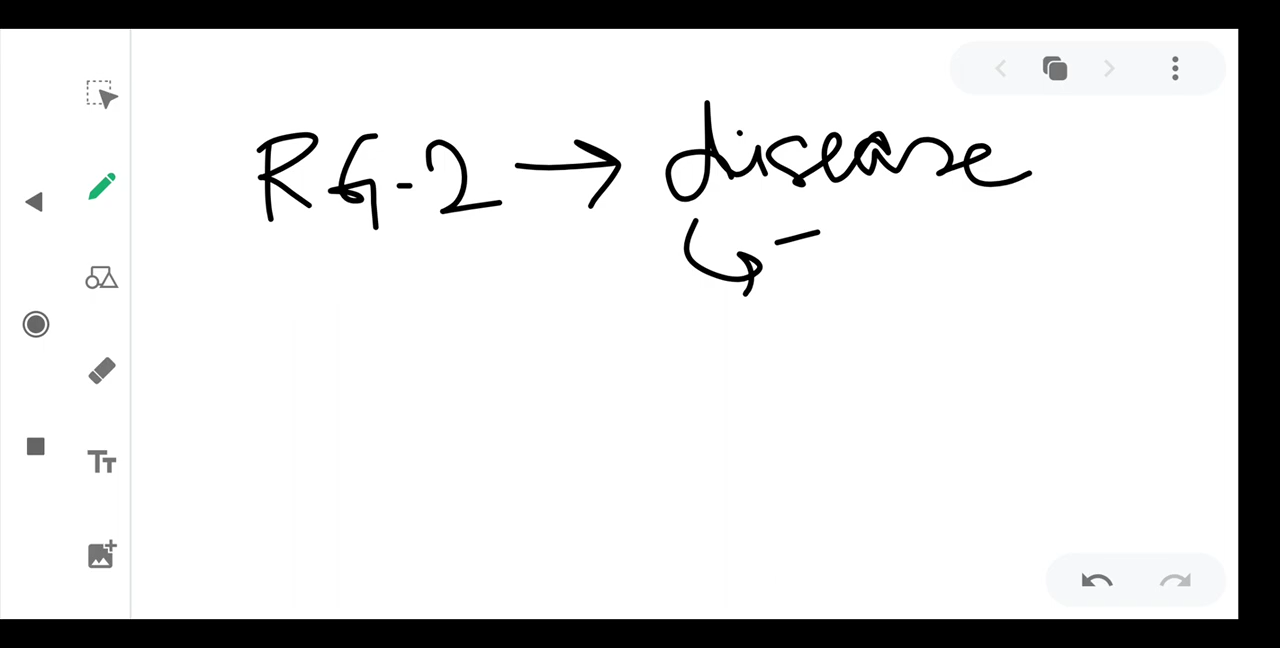 RG-2 → disease
↳ -